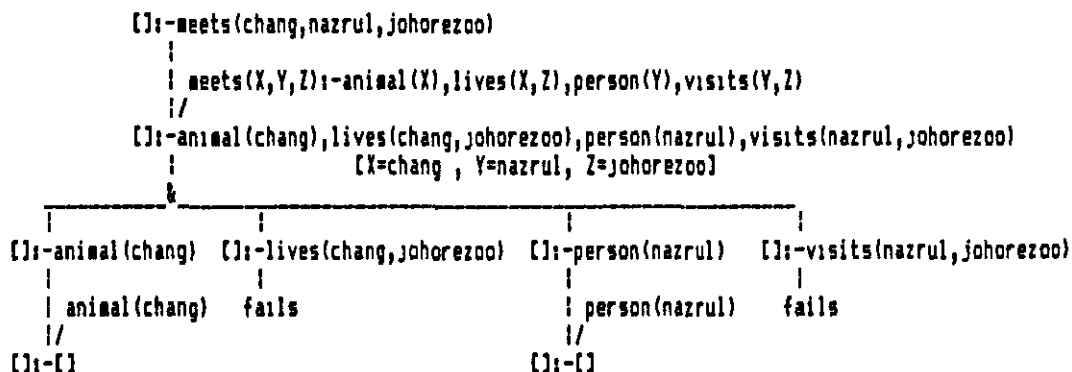 []:-meets(chang,nazrul,johorezoo)
meets(X,Y,Z):-animal(X),lives(X,Z),person(Y),visits(Y,Z)
[]:-animal(chang),lives(chang,johorezoo),person(nazrul),visits(nazrul,johorezoo)
[X=chang , Y=nazrul, Z=johorezoo]
&
[]:-animal(chang) []:-lives(chang,johorezoo) []:-person(nazrul) []:-visits(nazrul,johorezoo)
animal(chang) fails person(nazrul) fails
[]:-[] []:-[]